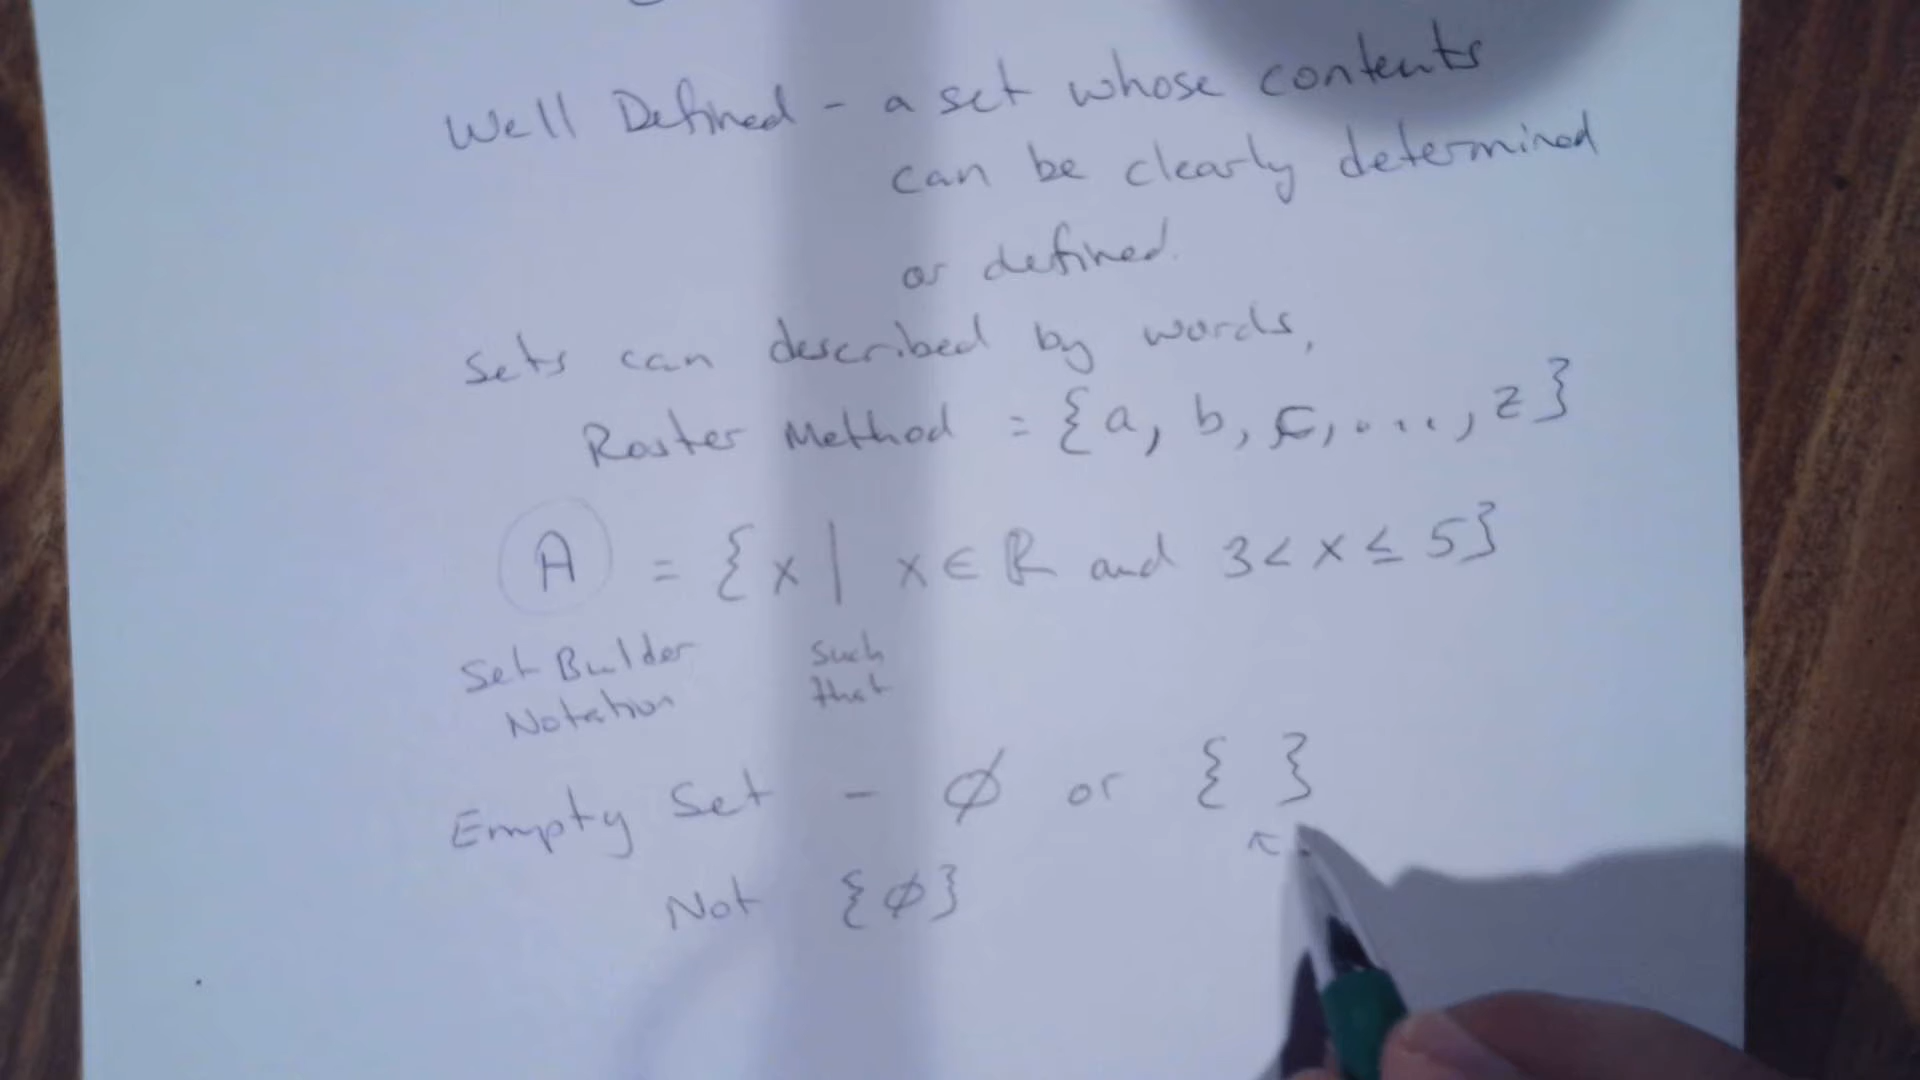 Well Defined - a set whose contents
can be clearly determined
or defined.
Sets can described by words,
Roster Method = {a, b, c, ..., z}
A = {x | x ∈ ℝ and 3 < x ≤ 5}
Set Builder such
Notation that
Empty Set - ∅ or { }
Not {∅}